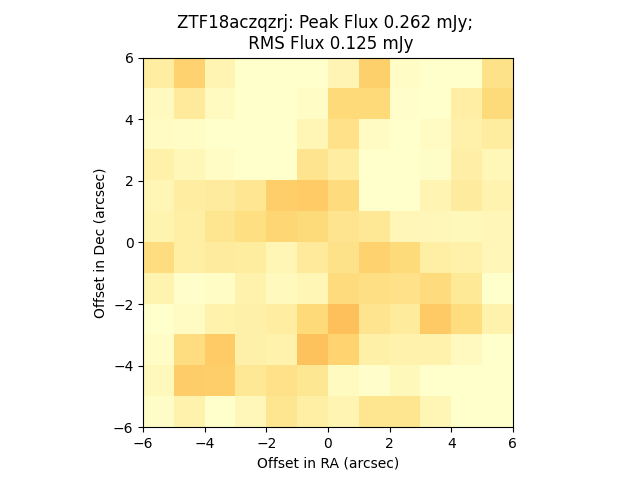 ZTF18aczqzrj: Peak Flux 0.262 mJy;
RMS Flux 0.125 mJy
6
4
2
0
−2
−4
−6
Offset in Dec (arcsec)
−6 −4 −2 0 2 4 6
Offset in RA (arcsec)